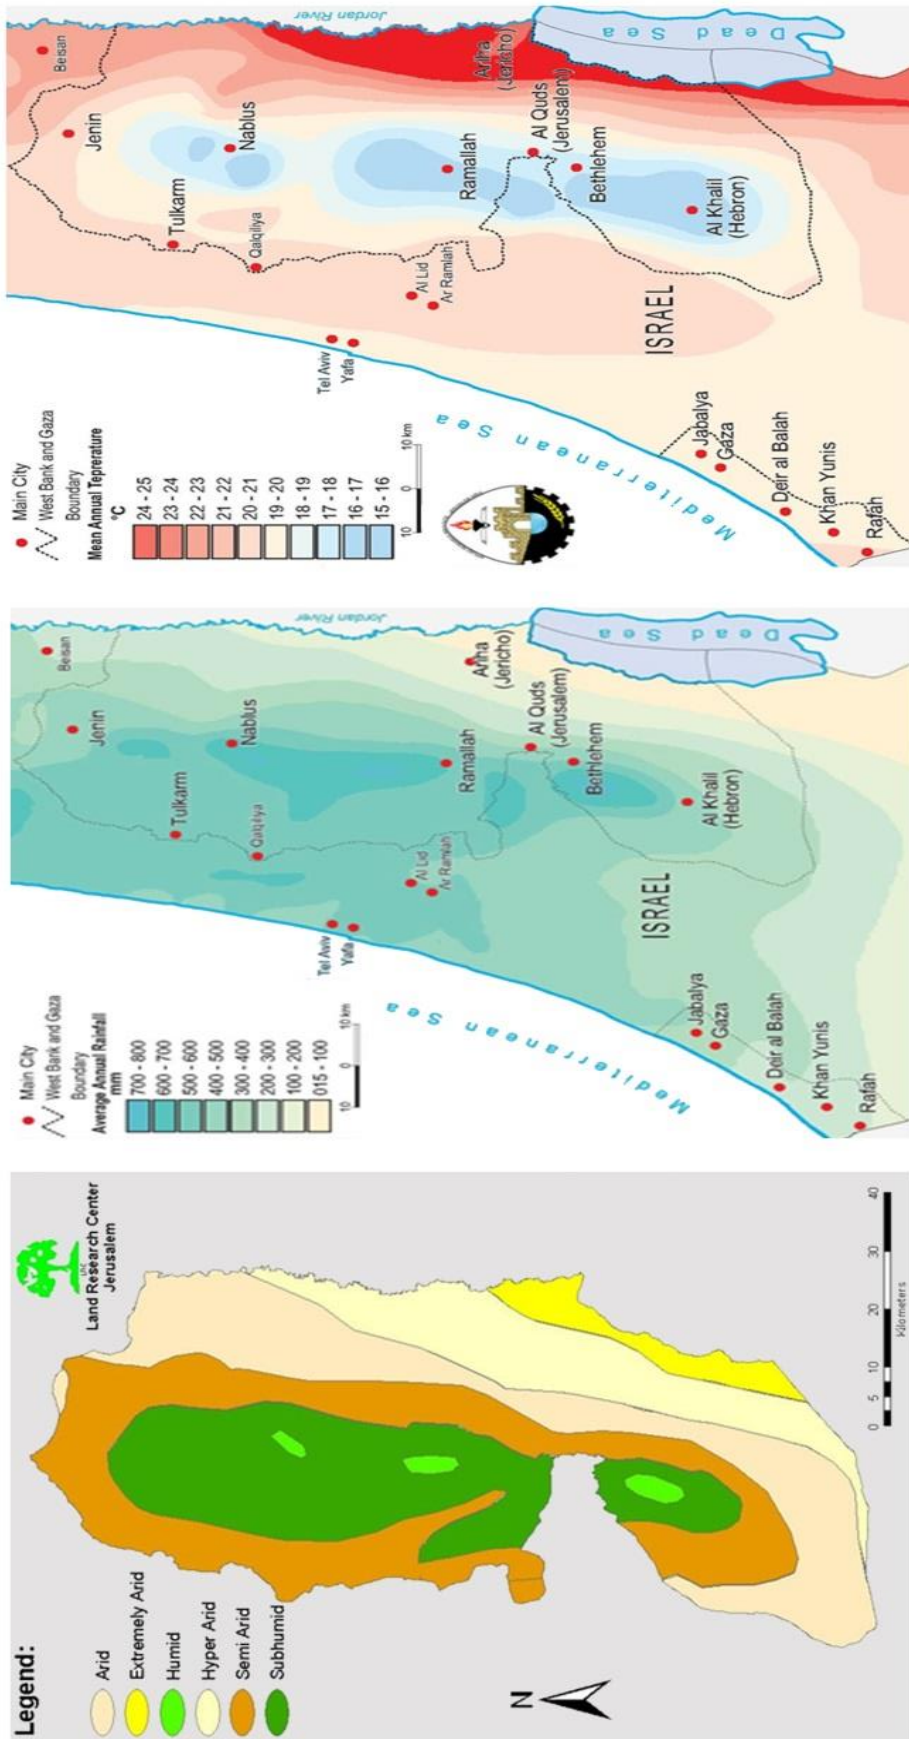 Main City
West Bank and Gaza
Boundary
Mean Annual Teprerature
°C
24 - 25
23 - 24
22 - 23
21 - 22
20 - 21
19 - 20
18 - 19
17 - 18
16 - 17
15 - 16
10 0 10 km
Mediterranean Sea
Jordan River
Dead Sea
Beisan
Jenin
Tulkarm
Nablus
Qalqiliya
Tel Aviv
Yafa
Al Lid
Ar Ramlah
Ramallah
Ariha
(Jericho)
Al Quds
(Jerusalem)
Bethlehem
Al Khalil
(Hebron)
ISRAEL
Jabalya
Gaza
Deir al Balah
Khan Yunis
Rafah
Main City
West Bank and Gaza
Boundary
Average Annual Rainfall
mm
700 - 800
600 - 700
500 - 600
400 - 500
300 - 400
200 - 300
100 - 200
015 - 100
10 0 10 km
Mediterranean Sea
Jordan River
Dead Sea
Beisan
Jenin
Tulkarm
Nablus
Qalqiliya
Tel Aviv
Yafa
Al Lid
Ar Ramlah
Ramallah
Ariha
(Jericho)
Al Quds
(Jerusalem)
Bethlehem
Al Khalil
(Hebron)
ISRAEL
Jabalya
Gaza
Deir al Balah
Khan Yunis
Rafah
Legend:
Arid
Extremely Arid
Humid
Hyper Arid
Semi Arid
Subhumid
LRC
Land Research Center
Jerusalem
N
0 5 10 20 30 40
Kilometers